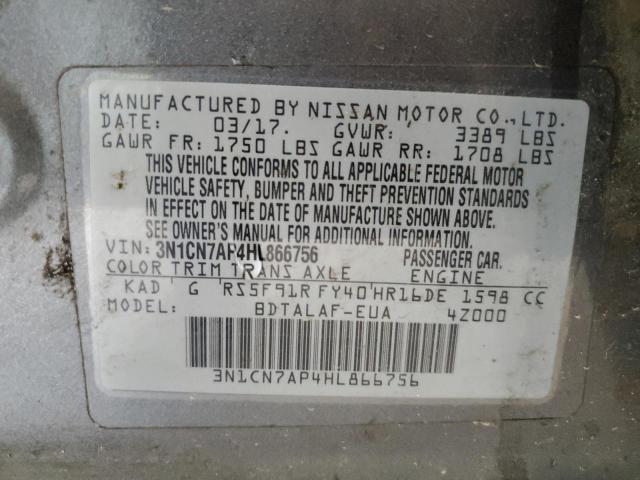 MANUFACTURED BY NISSAN MOTOR CO., LTD.
DATE: 03/17. GVWR: 3389 LBS
GAWR FR: 1750 LBS GAWR RR: 1708 LBS
THIS VEHICLE CONFORMS TO ALL APPLICABLE FEDERAL MOTOR
VEHICLE SAFETY, BUMPER AND THEFT PREVENTION STANDARDS
IN EFFECT ON THE DATE OF MANUFACTURE SHOWN ABOVE.
SEE OWNER'S MANUAL FOR ADDITIONAL INFORMATION.
VIN: 3N1CN7AP4HL866756 PASSENGER CAR.
COLOR TRIM TRANS AXLE ENGINE
KAD G RS5F91R FY40 HR16DE 1598 CC
MODEL: BDTALAF-EUA 4Z000
3N1CN7AP4HL866756